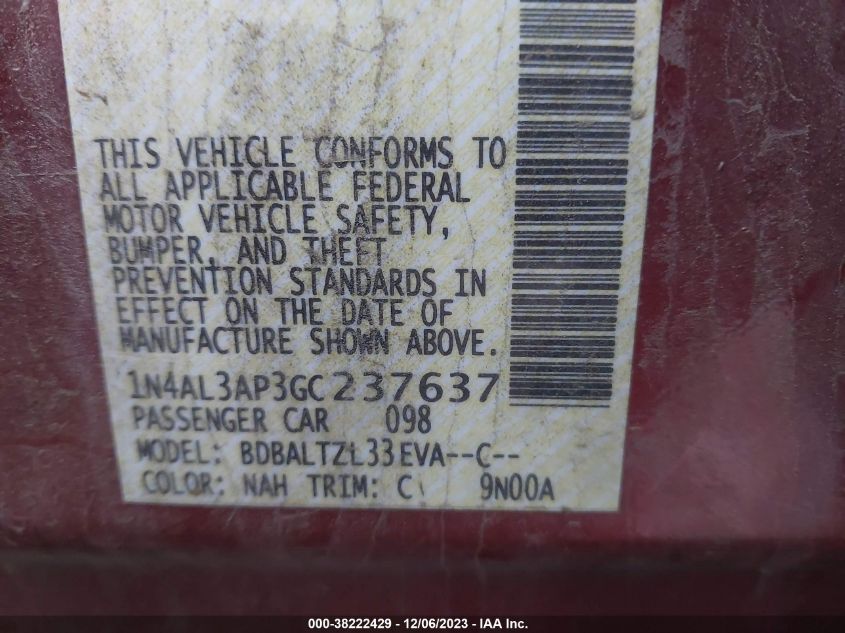 THIS VEHICLE CONFORMS TO
ALL APPLICABLE FEDERAL
MOTOR VEHICLE SAFETY,
BUMPER, AND THEFT
PREVENTION STANDARDS IN
EFFECT ON THE DATE OF
MANUFACTURE SHOWN ABOVE.
1N4AL3AP3GC237637
PASSENGER CAR 098
MODEL: BDBALTZL33EVA--C--
COLOR: NAH TRIM: C 9N00A
000-38222429 - 12/06/2023 - IAA Inc.